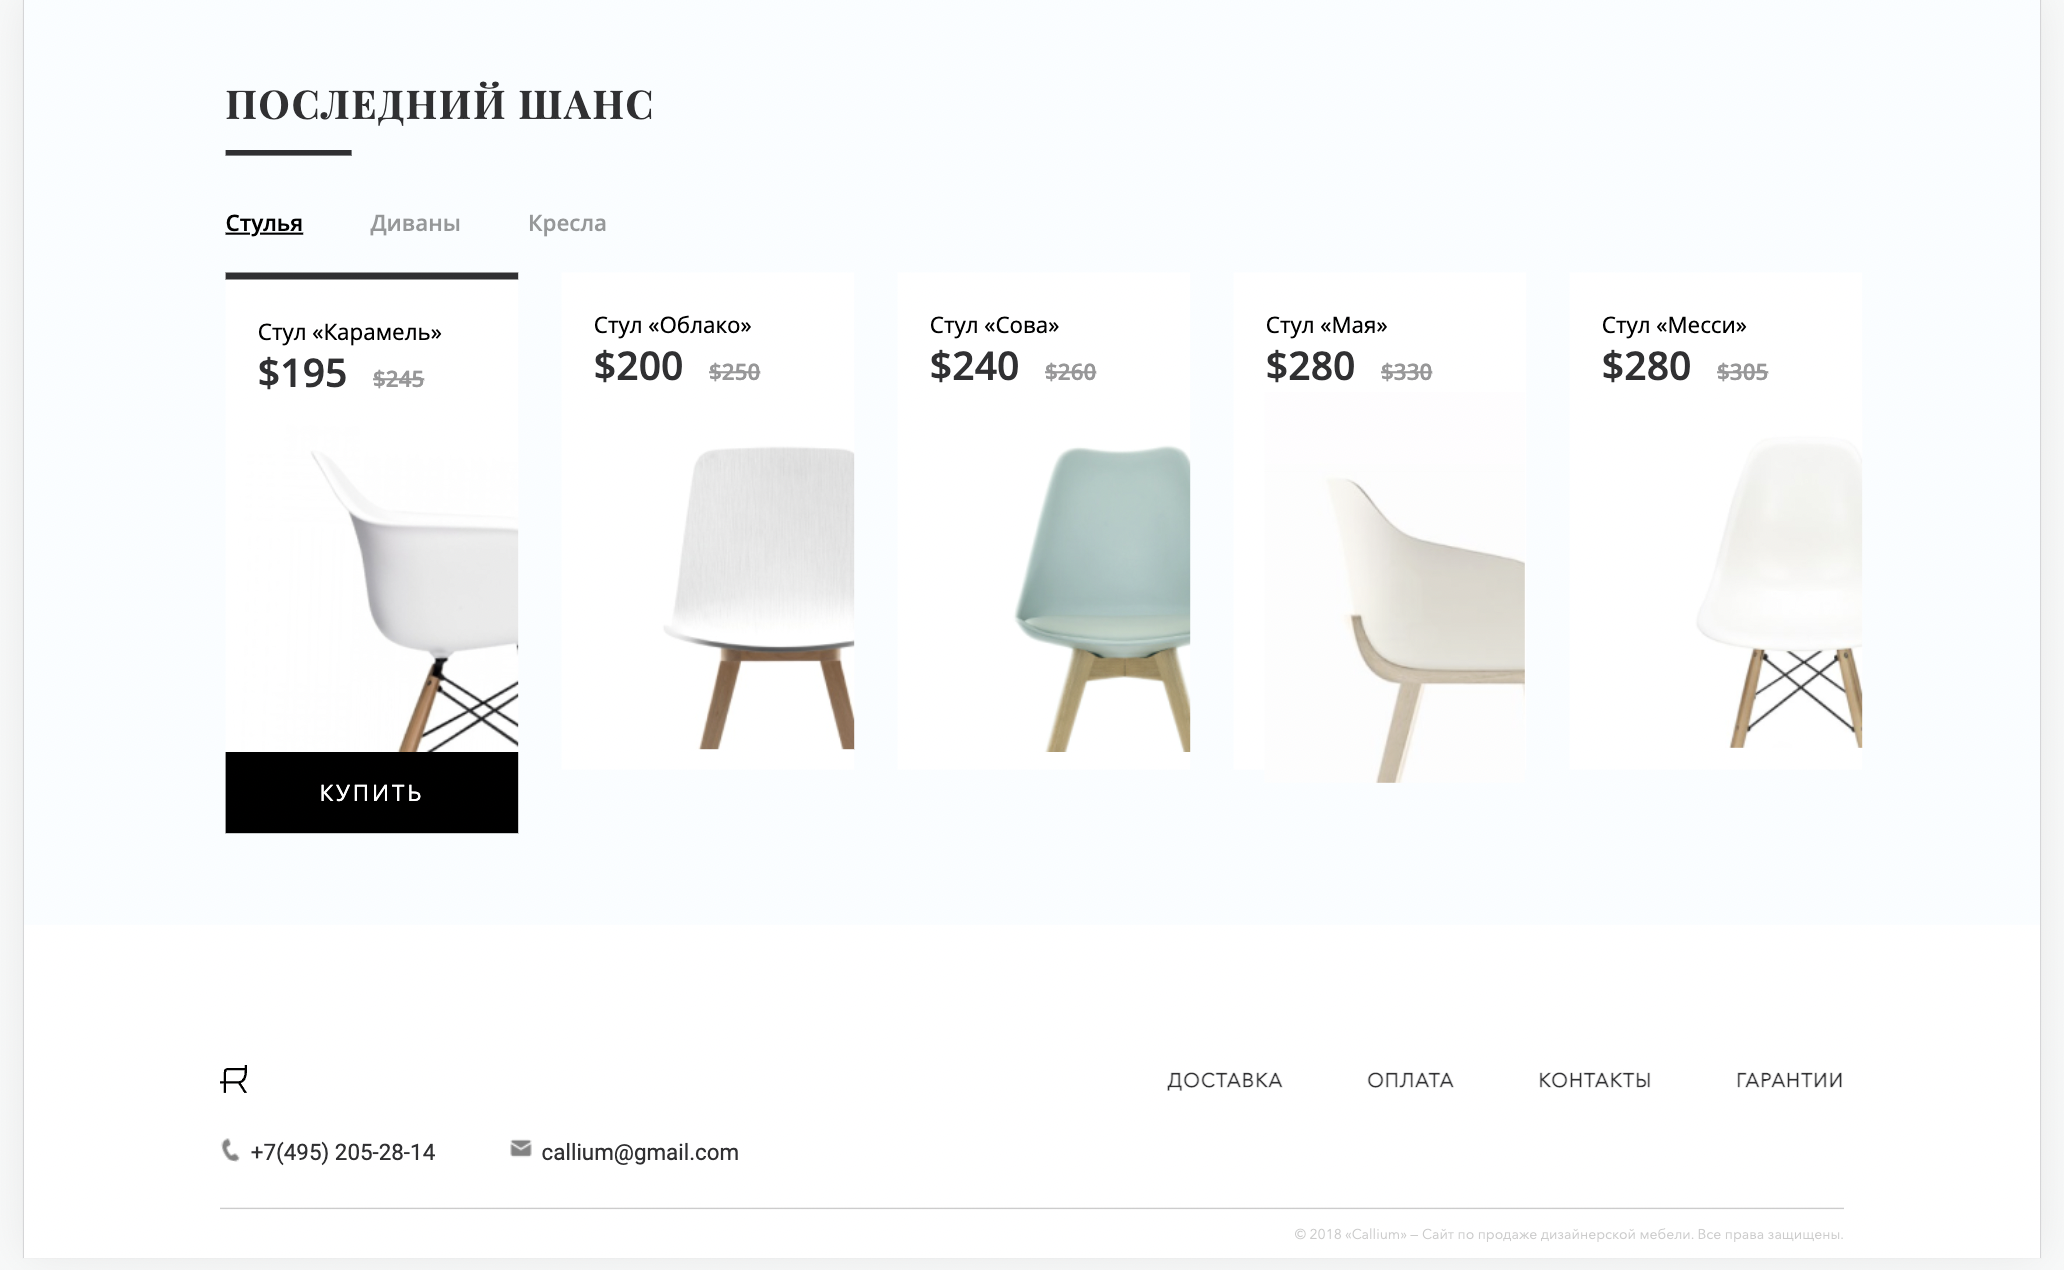 ПОСЛЕДНИЙ ШАНС
Стулья Диваны Кресла
Стул «Карамель»
$195 $245
КУПИТЬ
Стул «Облако»
$200 $250
Стул «Сова»
$240 $260
Стул «Мая»
$280 $330
Стул «Месси»
$280 $305
ДОСТАВКА ОПЛАТА КОНТАКТЫ ГАРАНТИИ
+7(495) 205-28-14 callium@gmail.com
© 2018 «Callium» – Сайт по продаже дизайнерской мебели. Все права защищены.